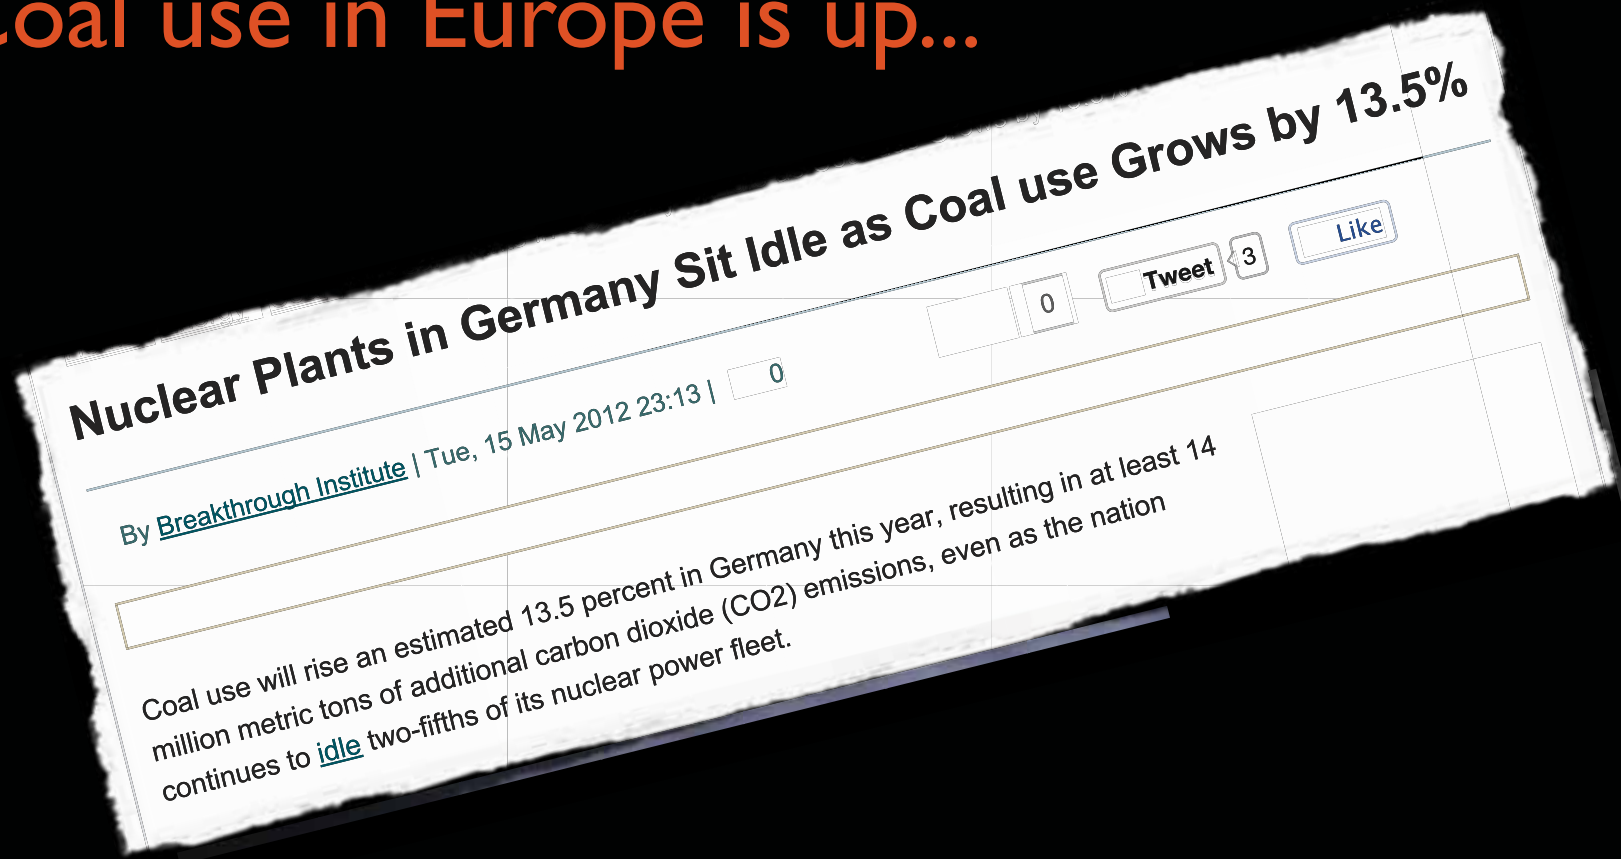 Coal use in Europe is up...
Nuclear Plants in Germany Sit Idle as Coal use Grows by 13.5%
0 Tweet 3 Like
By Breakthrough Institute | Tue, 15 May 2012 23:13 | 0
Coal use will rise an estimated 13.5 percent in Germany this year, resulting in at least 14
million metric tons of additional carbon dioxide (CO2) emissions, even as the nation
continues to idle two-fifths of its nuclear power fleet.